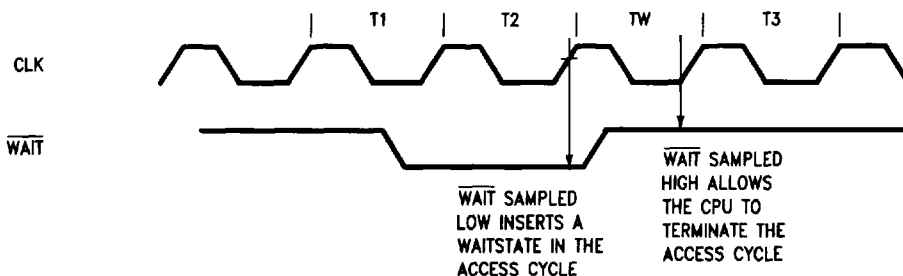 T1 T2 TW T3
CLK
WAIT
WAIT SAMPLED
LOW INSERTS A
WAITSTATE IN THE
ACCESS CYCLE
WAIT SAMPLED
HIGH ALLOWS
THE CPU TO
TERMINATE THE
ACCESS CYCLE